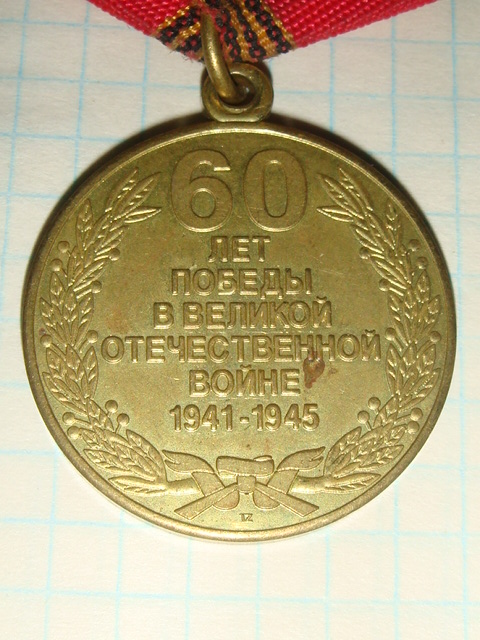 60
ЛЕТ
ПОБЕДЫ
В ВЕЛИКОЙ
ОТЕЧЕСТВЕННОЙ
ВОЙНЕ
1941-1945